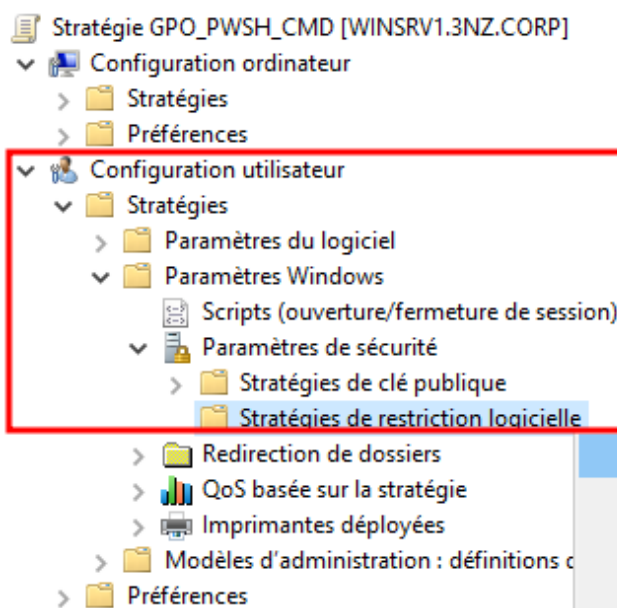 Stratégie GPO_PWSH_CMD [WINSRV1.3NZ.CORP]
Configuration ordinateur
Stratégies
Préférences
Configuration utilisateur
Stratégies
Paramètres du logiciel
Paramètres Windows
Scripts (ouverture/fermeture de session)
Paramètres de sécurité
Stratégies de clé publique
Stratégies de restriction logicielle
Redirection de dossiers
QoS basée sur la stratégie
Imprimantes déployées
Modèles d'administration : définitions
Préférences